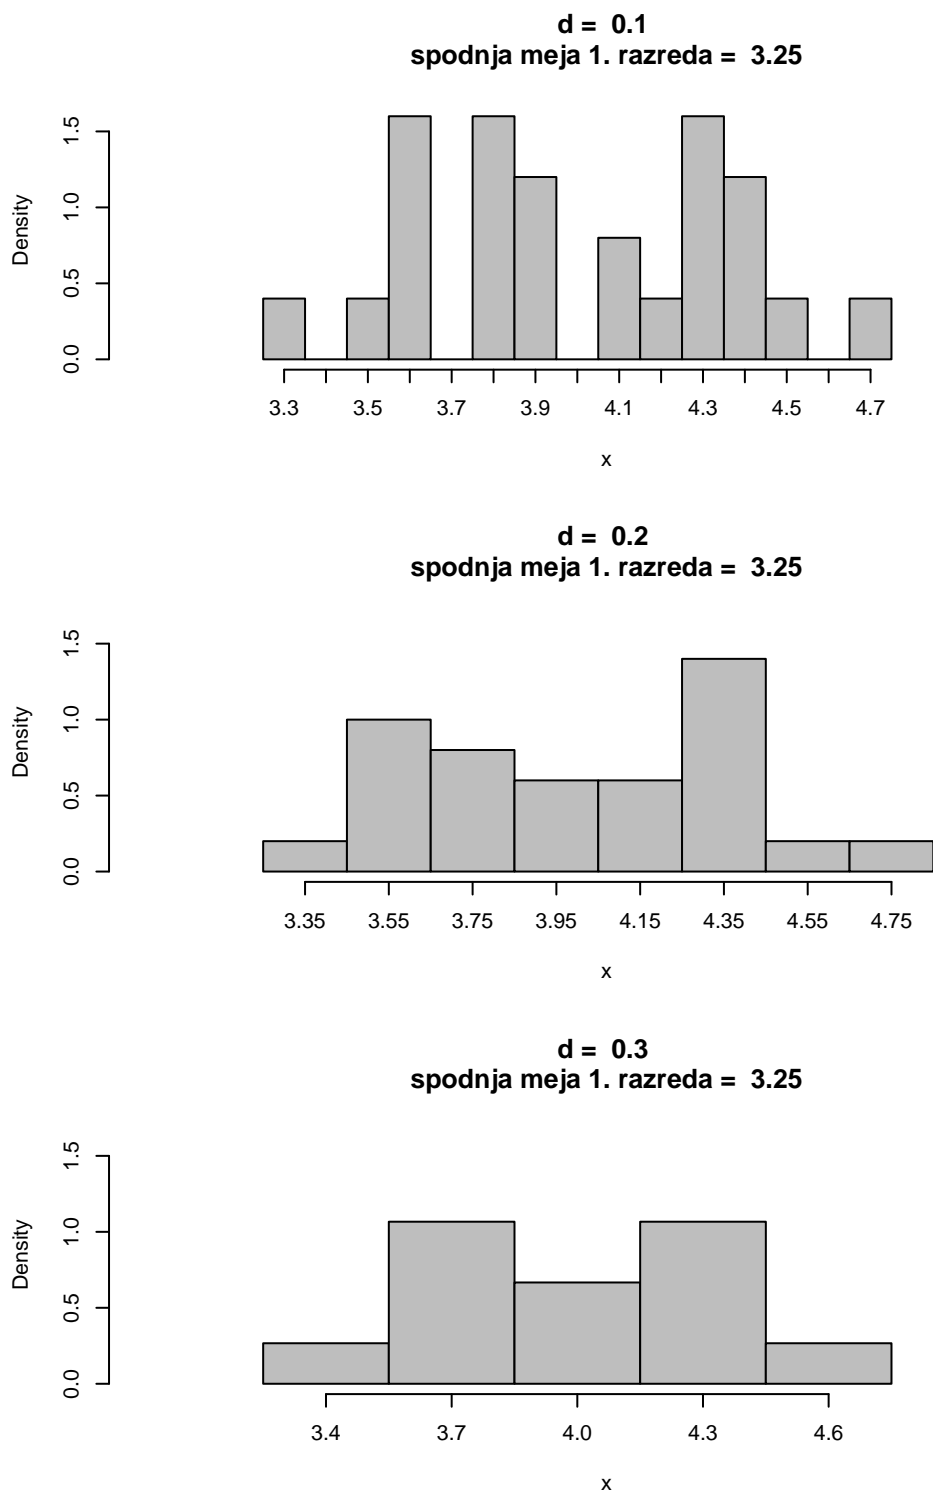 d =  0.1
spodnja meja 1. razreda =  3.25
Density
0.0 0.5 1.0 1.5
3.3 3.5 3.7 3.9 4.1 4.3 4.5 4.7
x
d =  0.2
spodnja meja 1. razreda =  3.25
Density
0.0 0.5 1.0 1.5
3.35 3.55 3.75 3.95 4.15 4.35 4.55 4.75
x
d =  0.3
spodnja meja 1. razreda =  3.25
Density
0.0 0.5 1.0 1.5
3.4 3.7 4.0 4.3 4.6
x